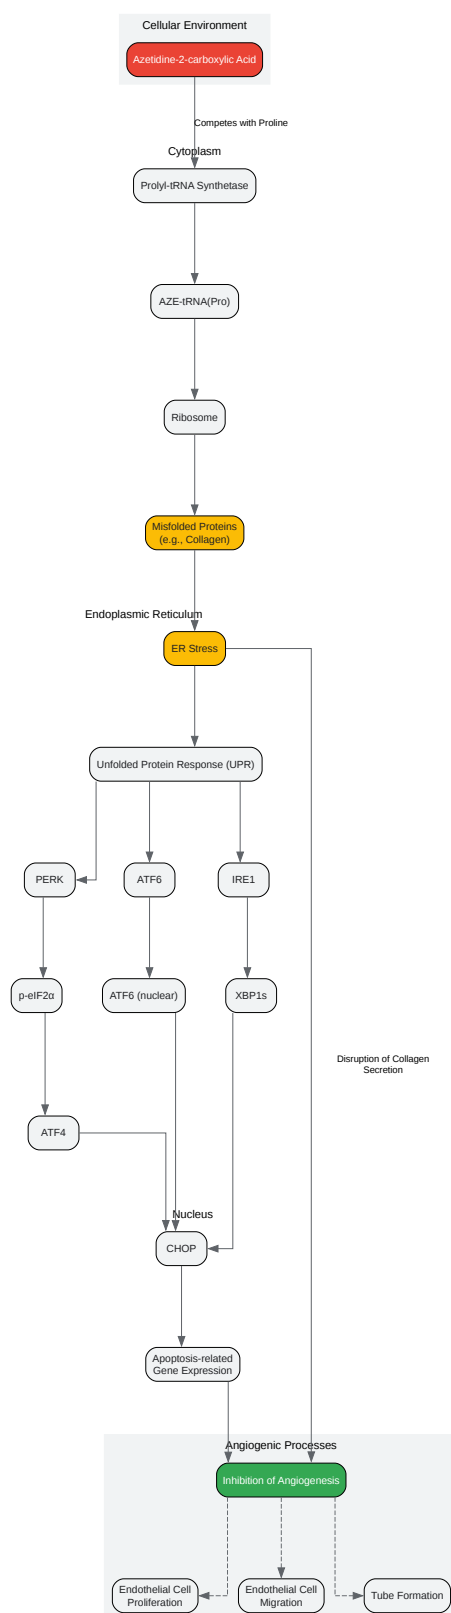 Cellular Environment
Azetidine-2-carboxylic Acid
Competes with Proline
Cytoplasm
Prolyl-tRNA Synthetase
AZE-tRNA(Pro)
Ribosome
Misfolded Proteins
(e.g., Collagen)
Endoplasmic Reticulum
ER Stress
Unfolded Protein Response (UPR)
PERK
ATF6
IRE1
p-eIF2α
ATF6 (nuclear)
XBP1s
Disruption of Collagen
Secretion
ATF4
Nucleus
CHOP
Apoptosis-related
Gene Expression
Angiogenic Processes
Inhibition of Angiogenesis
Endothelial Cell
Proliferation
Endothelial Cell
Migration
Tube Formation